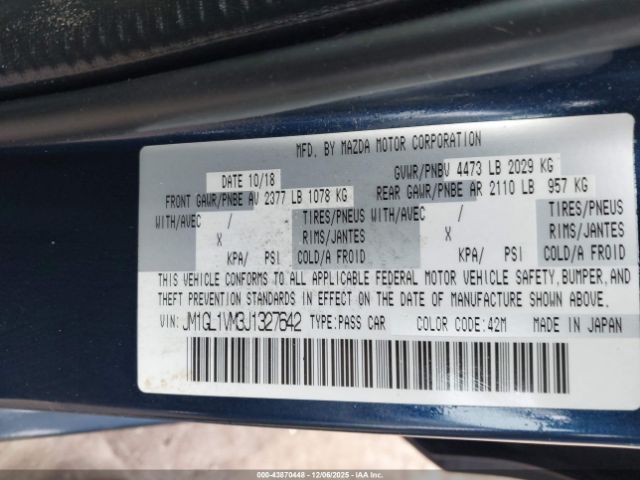 MFD. BY MAZDA MOTOR CORPORATION
DATE 10/18 GVWR/PNBV 4473 LB 2029 KG
FRONT GAWR/PNBE AV 2377 LB 1078 KG REAR GAWR/PNBE AR 2110 LB 957 KG
WITH/AVEC / TIRES/PNEUS WITH/AVEC / TIRES/PNEUS
X RIMS/JANTES X RIMS/JANTES
KPA/ PSI COLD/A FROID KPA/ PSI COLD/A FROID
THIS VEHICLE CONFORMS TO ALL APPLICABLE FEDERAL MOTOR VEHICLE SAFETY, BUMPER, AND
THEFT PREVENTION STANDARDS IN EFFECT ON THE DATE OF MANUFACTURE SHOWN ABOVE.
VIN: JM1GL1VM3J1327642 TYPE:PASS CAR COLOR CODE:42M MADE IN JAPAN
00-43870448 | 12/06/2025 | IAA Inc.